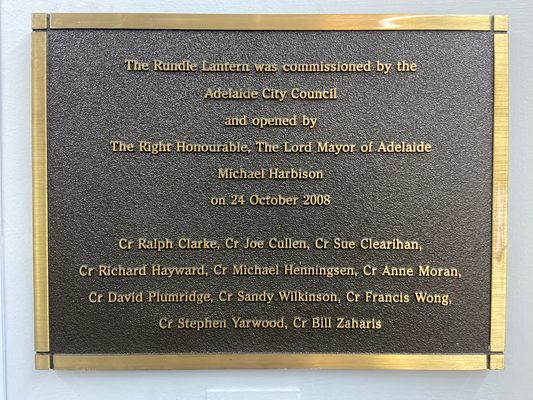 The Rundle Lantern was commissioned by the
Adelaide City Council
and opened by
The Right Honourable, The Lord Mayor of Adelaide
Michael Harbison
on 24 October 2008
Cr Ralph Clarke, Cr Joe Cullen, Cr Sue Clearihan,
Cr Richard Hayward, Cr Michael Henningsen, Cr Anne Moran,
Cr David Plumridge, Cr Sandy Wilkinson, Cr Francis Wong,
Cr Stephen Yarwood, Cr Bill Zaharis